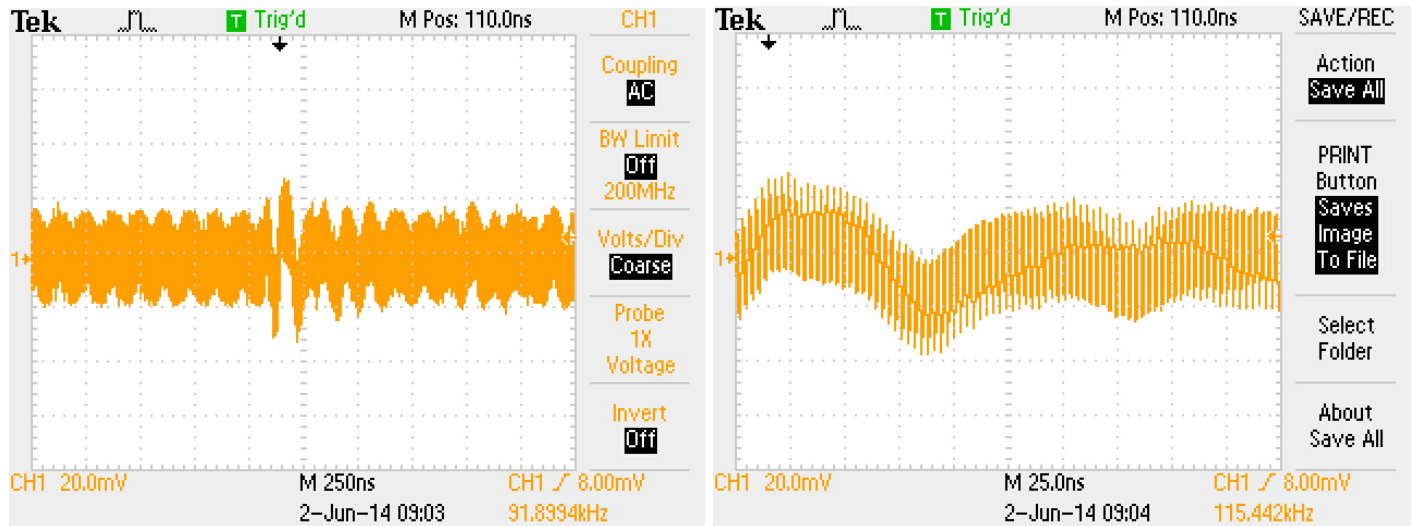 Tek
T Trig'd
M Pos: 110.0ns
CH1
Coupling
AC
BW Limit
Off
200MHz
Volts/Div
Coarse
Probe
1X
Voltage
Invert
Off
1
CH1 20.0mV
M 250ns
CH1 8.00mV
2-Jun-14 09:03
91.8994kHz
Tek
T Trig'd
M Pos: 110.0ns
SAVE/REC
Action
Save All
PRINT
Button
Saves
Image
To File
Select
Folder
About
Save All
1
CH1 20.0mV
M 25.0ns
CH1 8.00mV
2-Jun-14 09:04
115.442kHz